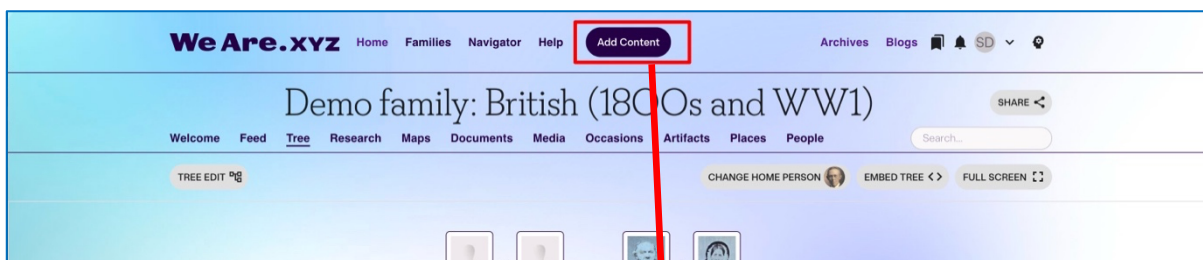 We Are.xyz Home Families Navigator Help Add Content Archives Blogs SD
Demo family: British (1800s and WW1) SHARE
Welcome Feed Tree Research Maps Documents Media Occasions Artifacts Places People Search...
TREE EDIT CHANGE HOME PERSON EMBED TREE FULL SCREEN